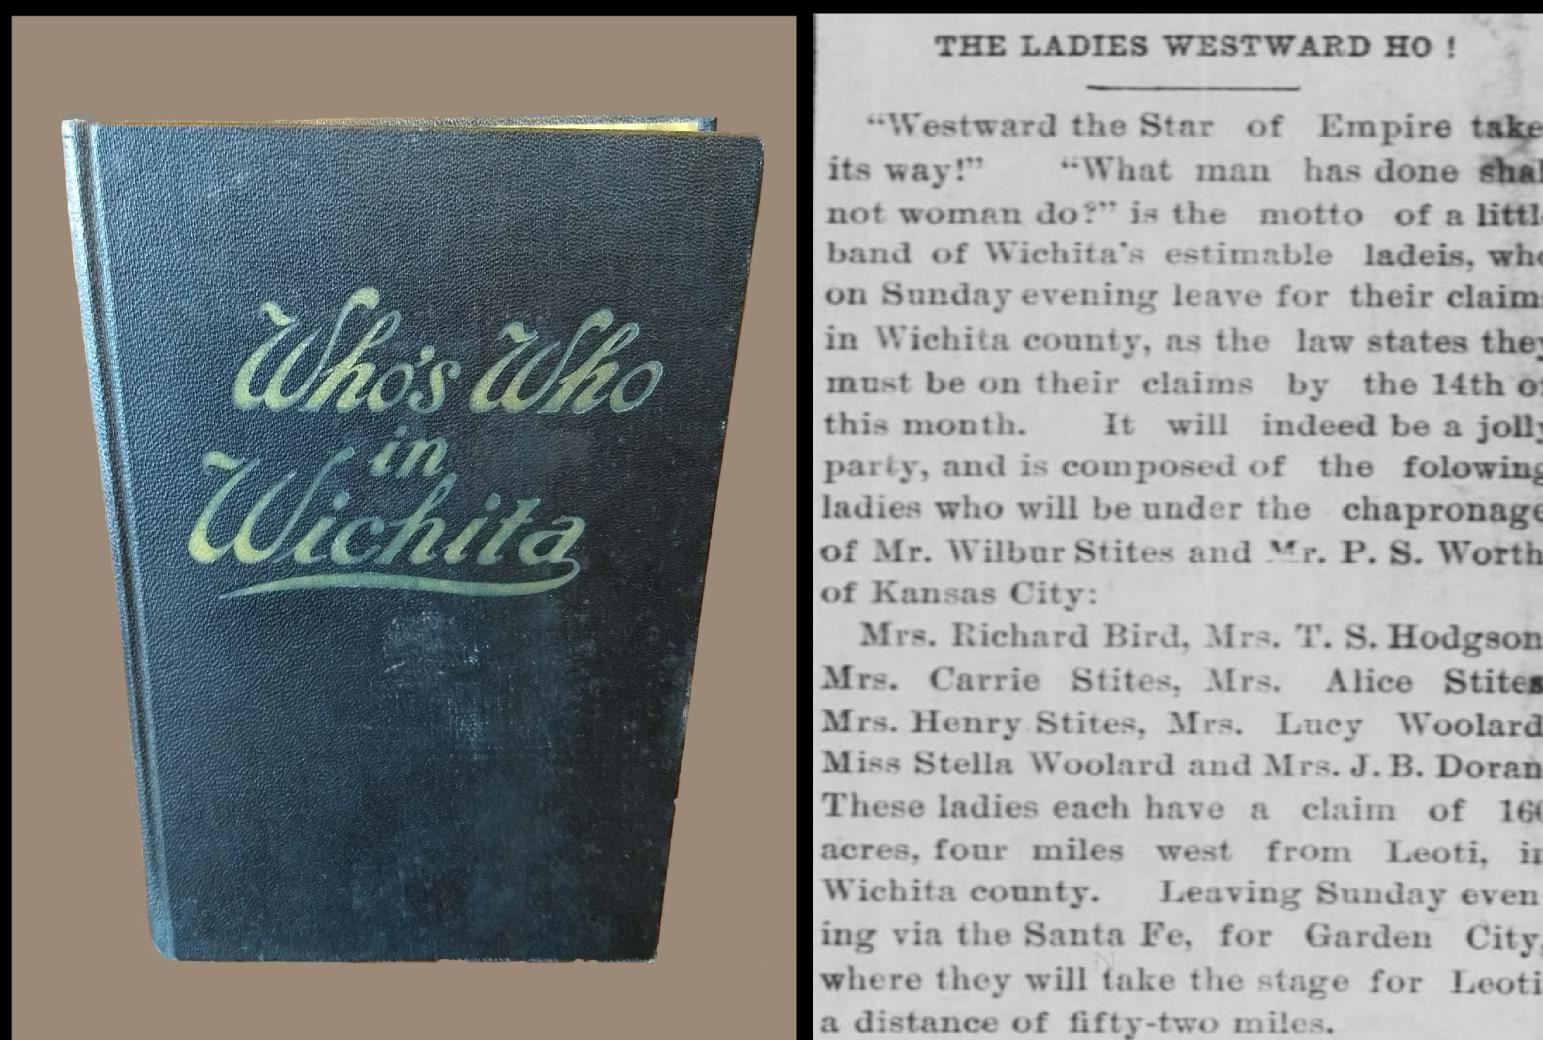 Who's Who
in
Wichita
THE LADIES WESTWARD HO !
"Westward the Star of Empire take
its way!" "What man has done shal
not woman do?" is the motto of a littl
band of Wichita's estimable ladeis, who
on Sunday evening leave for their claim
in Wichita county, as the law states they
must be on their claims by the 14th of
this month. It will indeed be a jolly
party, and is composed of the folowing
ladies who will be under the chapronage
of Mr. Wilbur Stites and Mr. P. S. Worth
of Kansas City:
Mrs. Richard Bird, Mrs. T. S. Hodgson
Mrs. Carrie Stites, Mrs. Alice Stites
Mrs. Henry Stites, Mrs. Lucy Woolard
Miss Stella Woolard and Mrs. J. B. Doran
These ladies each have a claim of 160
acres, four miles west from Leoti, in
Wichita county. Leaving Sunday even
ing via the Santa Fe, for Garden City,
where they will take the stage for Leoti
a distance of fifty-two miles.